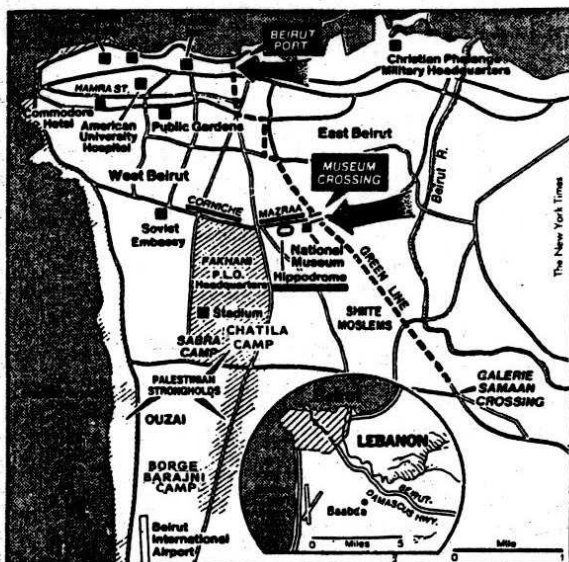 BEIRUT
PORT
Christian Phalange
Military Headquarters
HAMRA ST.
Commodore
Hotel
American
University
Hospital
Public Gardens
East Beirut
Beirut R.
MUSEUM
CROSSING
West Beirut
CORNICHE
MAZRAA
Soviet
Embassy
National
Museum
Hippodrome
FAKHANI
P.L.O.
Headquarters
GREEN LINE
The New York Times
Stadium
SHIITE
MOSLEMS
SABRA
CAMP
CHATILA
CAMP
GALERIE
SAMAAN
CROSSING
PALESTINIAN
STRONGHOLDS
OUZAI
LEBANON
BORGE
BARAJNI
CAMP
BEIRUT-
DAMASCUS HWY.
Baabda
Beirut
International
Airport
0 Miles 5
0 Mile 1